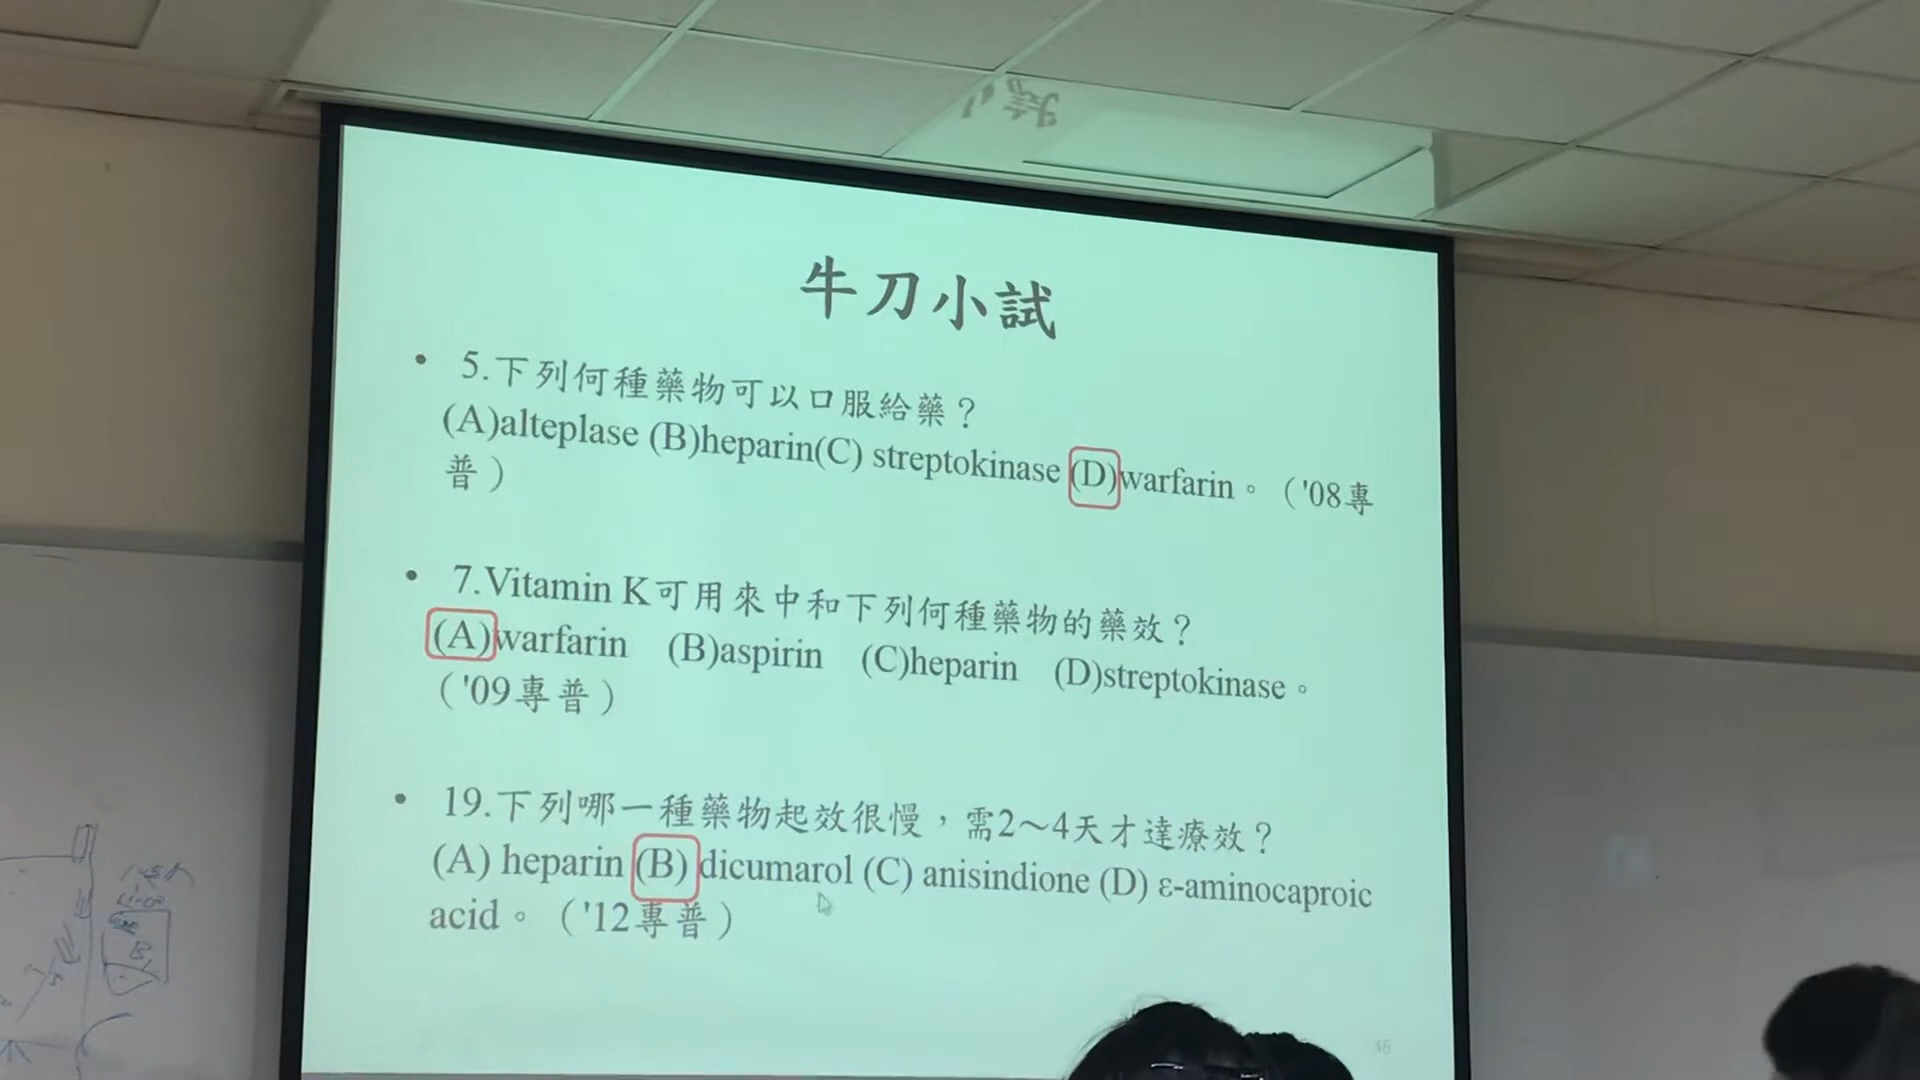 牛刀小試
• 5.下列何種藥物可以口服給藥？
(A)alteplase (B)heparin(C) streptokinase (D)warfarin。（'08專
普）
• 7.Vitamin K可用來中和下列何種藥物的藥效？
(A)warfarin (B)aspirin (C)heparin (D)streptokinase。
（'09專普）
• 19.下列哪一種藥物起效很慢，需2～4天才達療效？
(A) heparin (B) dicumarol (C) anisindione (D) ε-aminocaproic
acid。（'12專普）
46